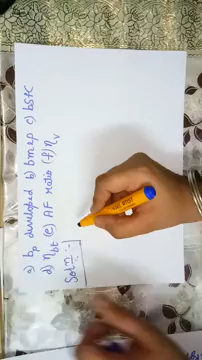 a) bp developed b) bmep c) bsfc
d) ηbt (e) AF ratio (f) ηv
Solⁿ :-